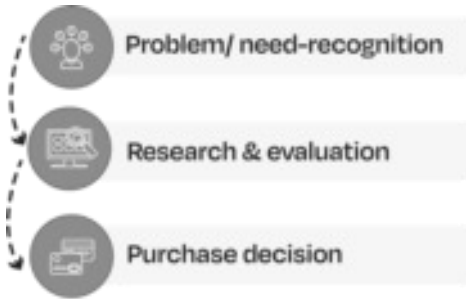 Problem/ need-recognition
Research & evaluation
Purchase decision